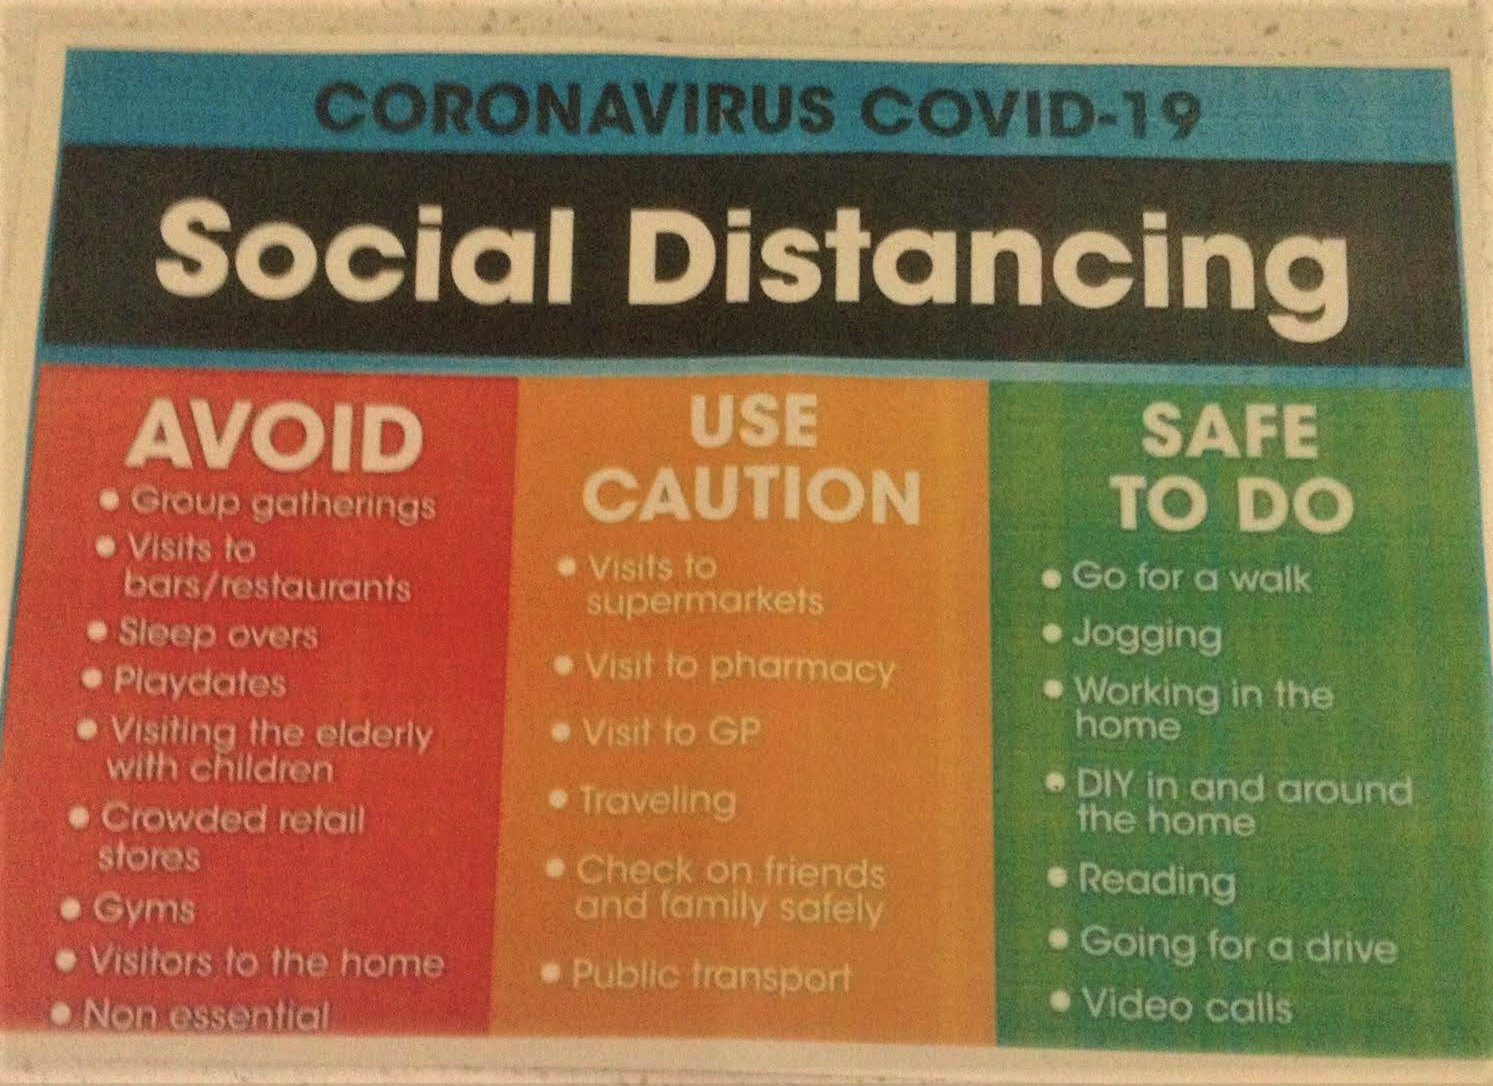 CORONAVIRUS COVID-19
Social Distancing
AVOID
• Group gatherings
• Visits to
bars/restaurants
• Sleep overs
• Playdates
• Visiting the elderly
with children
• Crowded retail
stores
• Gyms
• Visitors to the home
• Non essential
USE
CAUTION
• Visits to
supermarkets
• Visit to pharmacy
• Visit to GP
• Traveling
• Check on friends
and family safely
• Public transport
SAFE
TO DO
• Go for a walk
• Jogging
• Working in the
home
• DIY in and around
the home
• Reading
• Going for a drive
• Video calls